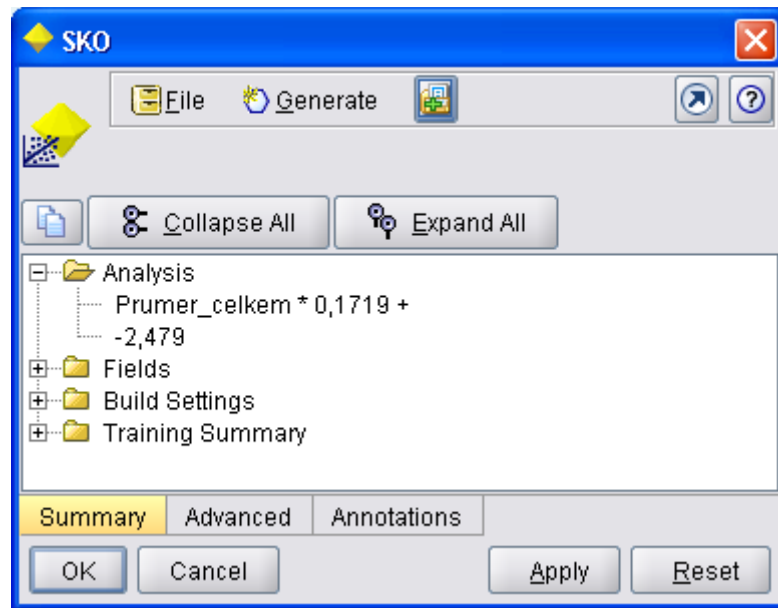 SKO
File Generate
Collapse All Expand All
Analysis
Prumer_celkem * 0,1719 +
-2,479
Fields
Build Settings
Training Summary
Summary Advanced Annotations
OK Cancel Apply Reset